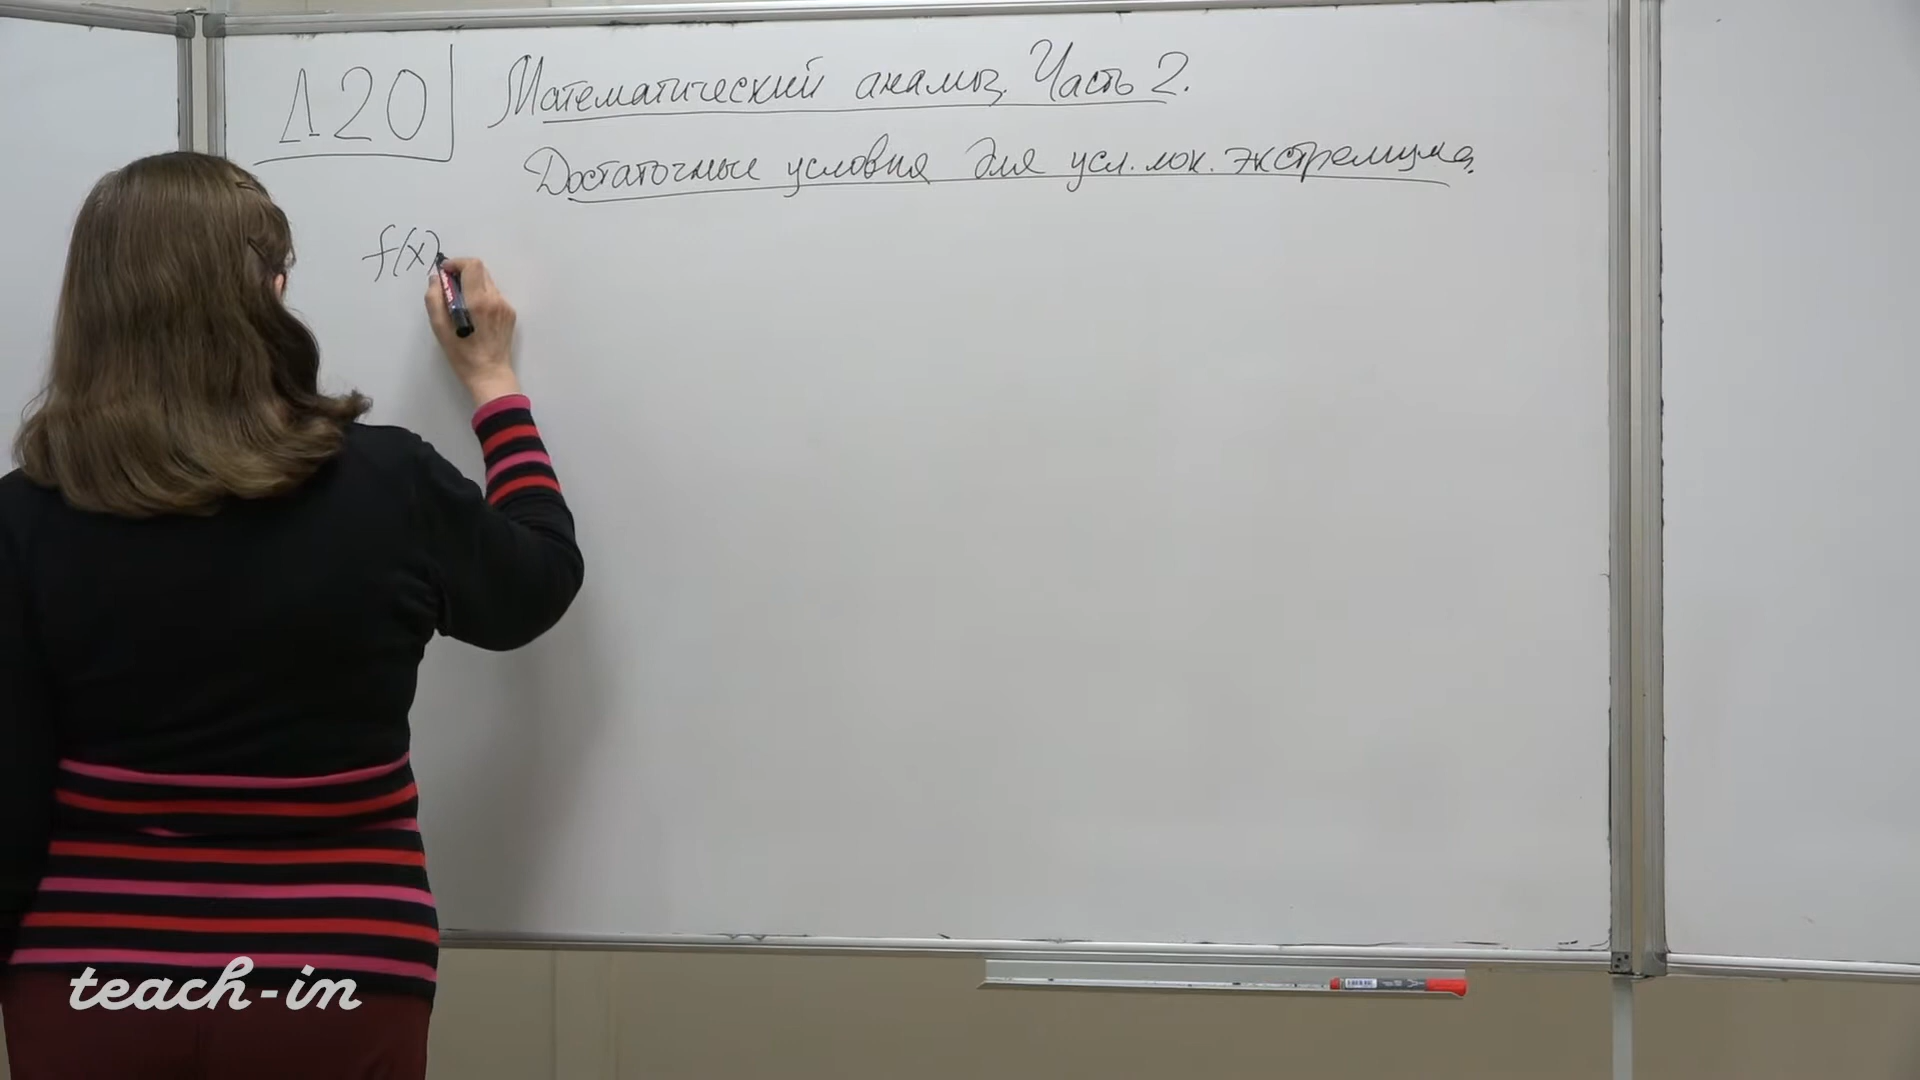 Л20
Математический анализ. Часть 2.
Достаточные условия для усл. лок. экстремума.
f(x)
teach-in